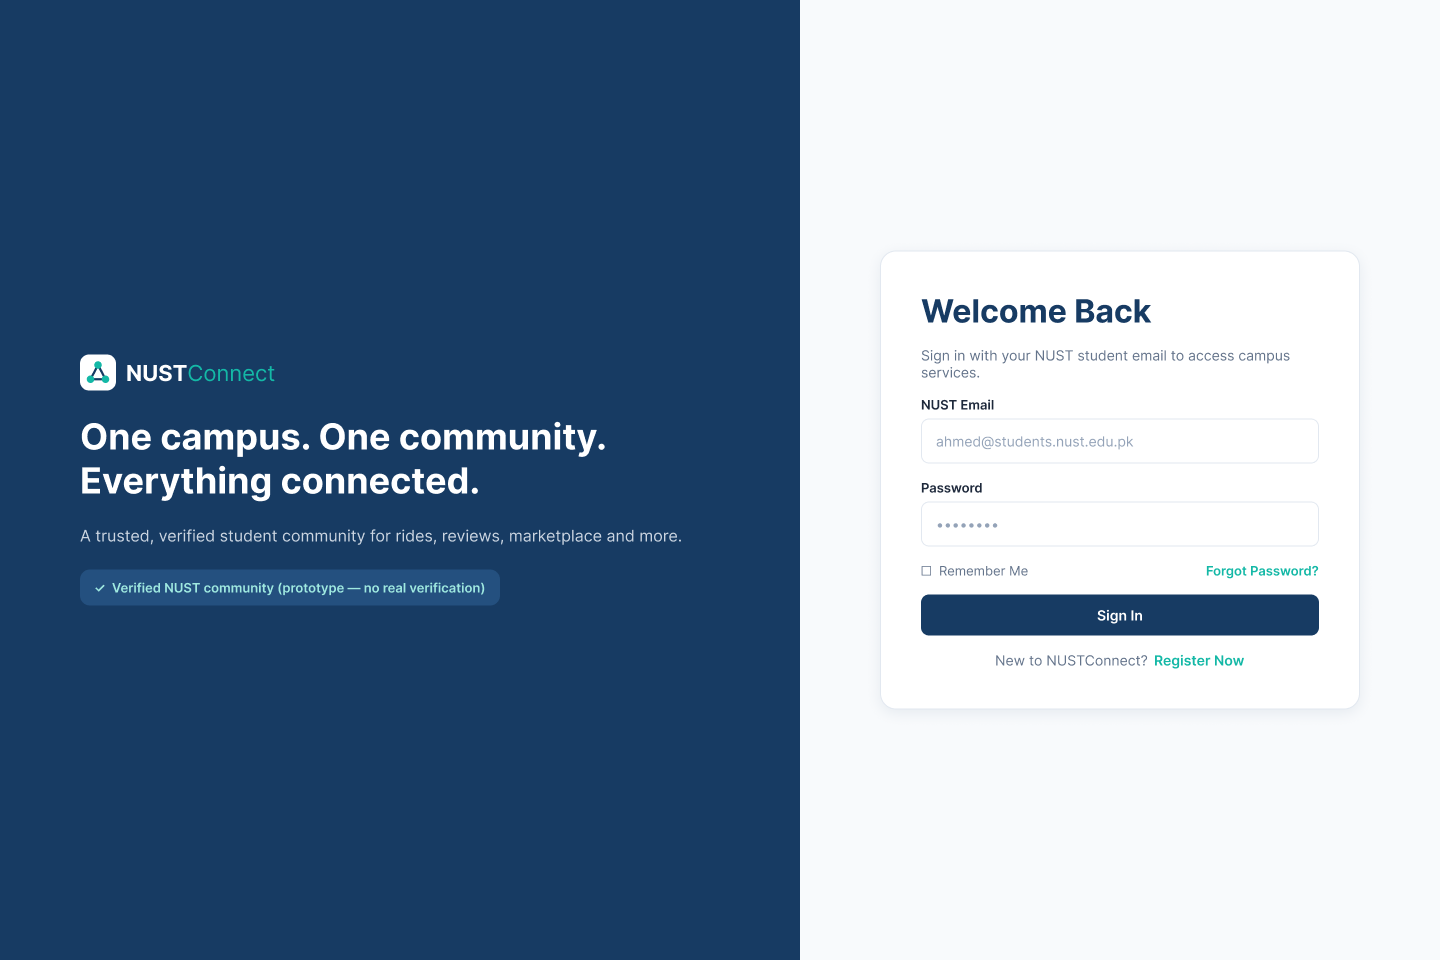 NUSTConnect
One campus. One community.
Everything connected.
A trusted, verified student community for rides, reviews, marketplace and more.
✓ Verified NUST community (prototype — no real verification)
Welcome Back
Sign in with your NUST student email to access campus
services.
NUST Email
ahmed@students.nust.edu.pk
Password
••••••••
☐ Remember Me
Forgot Password?
Sign In
New to NUSTConnect? Register Now